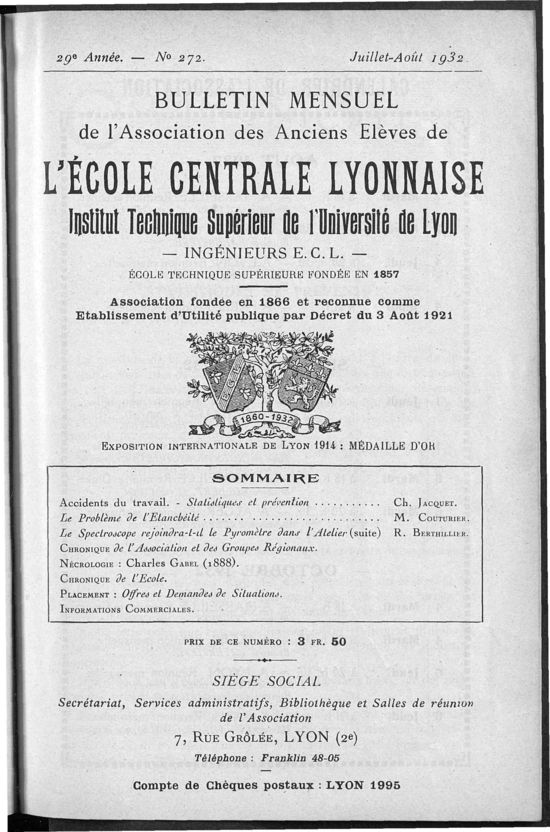 29e Année. — No 272.    Juillet-Août 1932.
BULLETIN MENSUEL
de l'Association des Anciens Elèves de
L'ÉCOLE CENTRALE LYONNAISE
Institut Technique Supérieur de l'Université de Lyon
— INGÉNIEURS E. C. L. —
ÉCOLE TECHNIQUE SUPÉRIEURE FONDÉE EN 1857
Association fondée en 1866 et reconnue comme
Etablissement d'Utilité publique par Décret du 3 Août 1921
1860-1932
EXPOSITION INTERNATIONALE DE LYON 1914 : MÉDAILLE D'OR
SOMMAIRE
Accidents du travail. - Statistiques et prévention ........... Ch. JACQUET.
Le Problème de l'Etanchéité ...... ...................... M. COUTURIER.
Le Spectroscope rejoindra-t-il le Pyromètre dans l'Atelier (suite) R. BERTHILLIER.
CHRONIQUE de l'Association et des Groupes Régionaux.
NÉCROLOGIE : Charles GABEL (1888).
CHRONIQUE de l'Ecole.
PLACEMENT : Offres et Demandes de Situations.
INFORMATIONS COMMERCIALES.
PRIX DE CE NUMÉRO : 3 FR. 50
SIÈGE SOCIAL
Secrétariat, Services administratifs, Bibliothèque et Salles de réunion
de l'Association
7, RUE GRÔLÉE, LYON (2e)
Téléphone : Franklin 48-05
Compte de Chèques postaux : LYON 1995